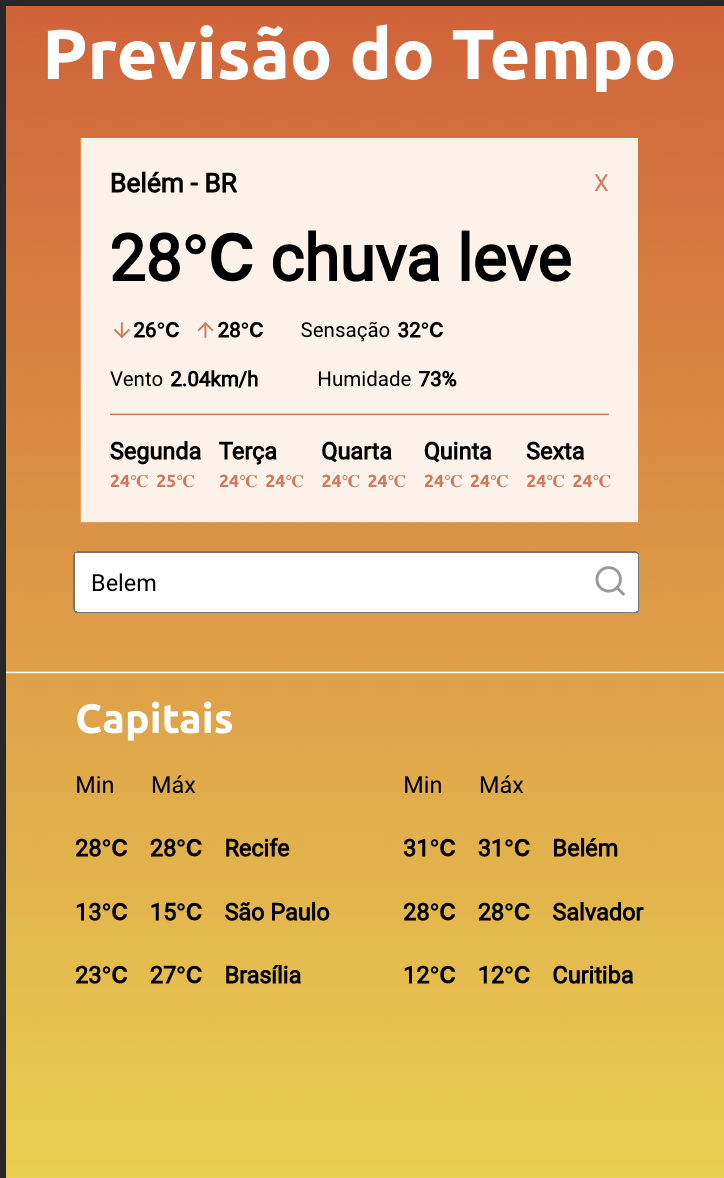 Previsão do Tempo
Belém - BR X
28°C chuva leve
↓26°C ↑28°C Sensação 32°C
Vento 2.04km/h Humidade 73%
Segunda Terça Quarta Quinta Sexta
24°C 25°C 24°C 24°C 24°C 24°C 24°C 24°C 24°C 24°C
Belem
Capitais
Min Máx Min Máx
28°C 28°C Recife 31°C 31°C Belém
13°C 15°C São Paulo 28°C 28°C Salvador
23°C 27°C Brasília 12°C 12°C Curitiba